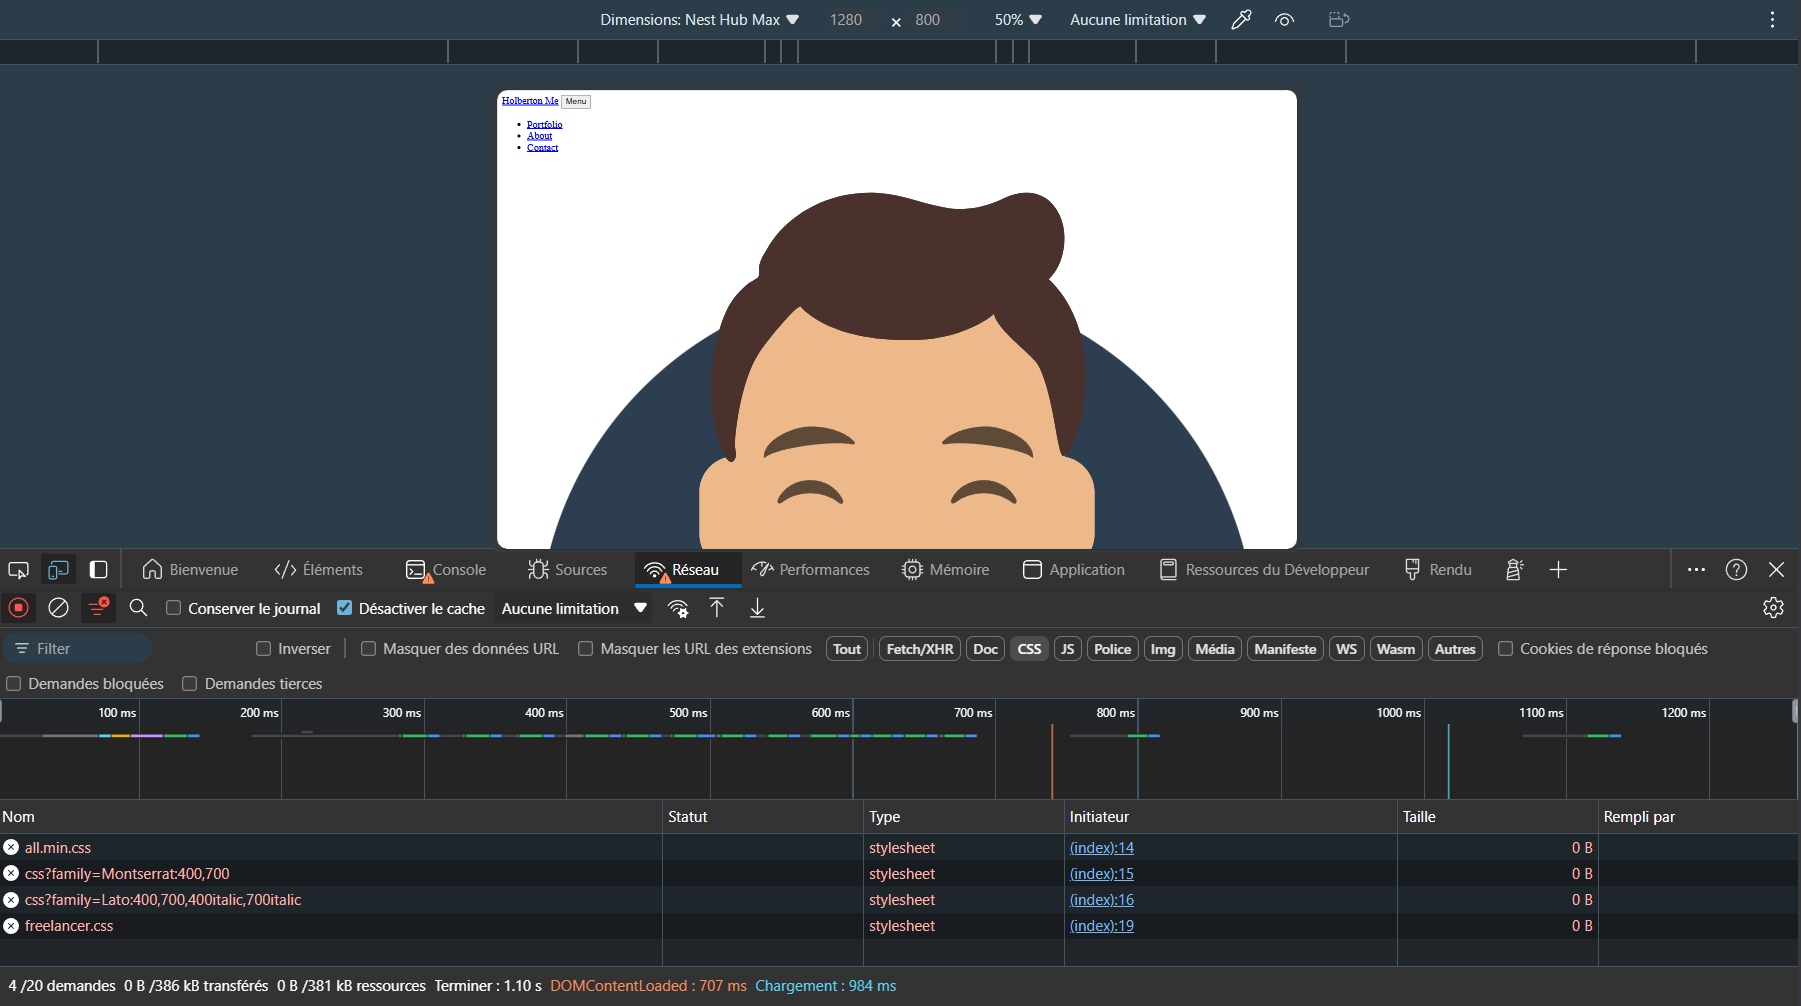 Dimensions: Nest Hub Max 1280 × 800 50% Aucune limitation
Holberton Me Menu
Portfolio
About
Contact
Bienvenue Éléments Console Sources Réseau Performances Mémoire Application Ressources du Développeur Rendu
Conserver le journal Désactiver le cache Aucune limitation
Filter Inverser Masquer des données URL Masquer les URL des extensions Tout Fetch/XHR Doc CSS JS Police Img Média Manifeste WS Wasm Autres Cookies de réponse bloqués
Demandes bloquées Demandes tierces
100 ms 200 ms 300 ms 400 ms 500 ms 600 ms 700 ms 800 ms 900 ms 1000 ms 1100 ms 1200 ms
Nom Statut Type Initiateur Taille Rempli par
all.min.css stylesheet (index):14 0 B
css?family=Montserrat:400,700 stylesheet (index):15 0 B
css?family=Lato:400,700,400italic,700italic stylesheet (index):16 0 B
freelancer.css stylesheet (index):19 0 B
4 /20 demandes 0 B /386 kB transférés 0 B /381 kB ressources Terminer : 1.10 s DOMContentLoaded : 707 ms Chargement : 984 ms